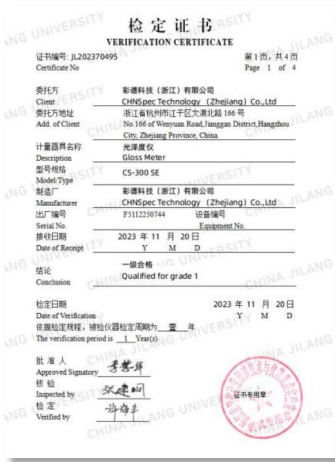 检定证书
VERIFICATION CERTIFICATE
证书编号: JL202370495 第1页,共4页
Certificate No Page 1 of 4
委托方 彩谱科技(浙江)有限公司
Client CHNSpec Technology (Zhejiang) Co.,Ltd
委托方地址 浙江省杭州市江干区文渊北路 166 号
Add. of Client No.166 of Wenyuan Road,Jianggan District,Hangzhou
City, Zhejiang Province, China.
计量器具名称 光泽度仪
Description Gloss Meter
型号规格 CS-300 SE
Model/Type
制造厂 彩谱科技(浙江)有限公司
Manufacturer CHNSpec Technology (Zhejiang) Co.,Ltd
出厂编号 F5112250744 设备编号
Serial No. Equipment No.
接收日期 2023 年 11 月 20日
Date of Receipt Y M D
结论 一级合格
Conclusion Qualified for grade 1
检定日期 2023 年 11 月 20日
Date of Verification Y M D
依据检定规程,被检仪器检定周期为 壹 年
The verification period is 1 Year(s)
批准人
Approved Signatory
核验
Inspected by
检定
Verified by
证书专用章
CHINA JILANG UNIVERSITY